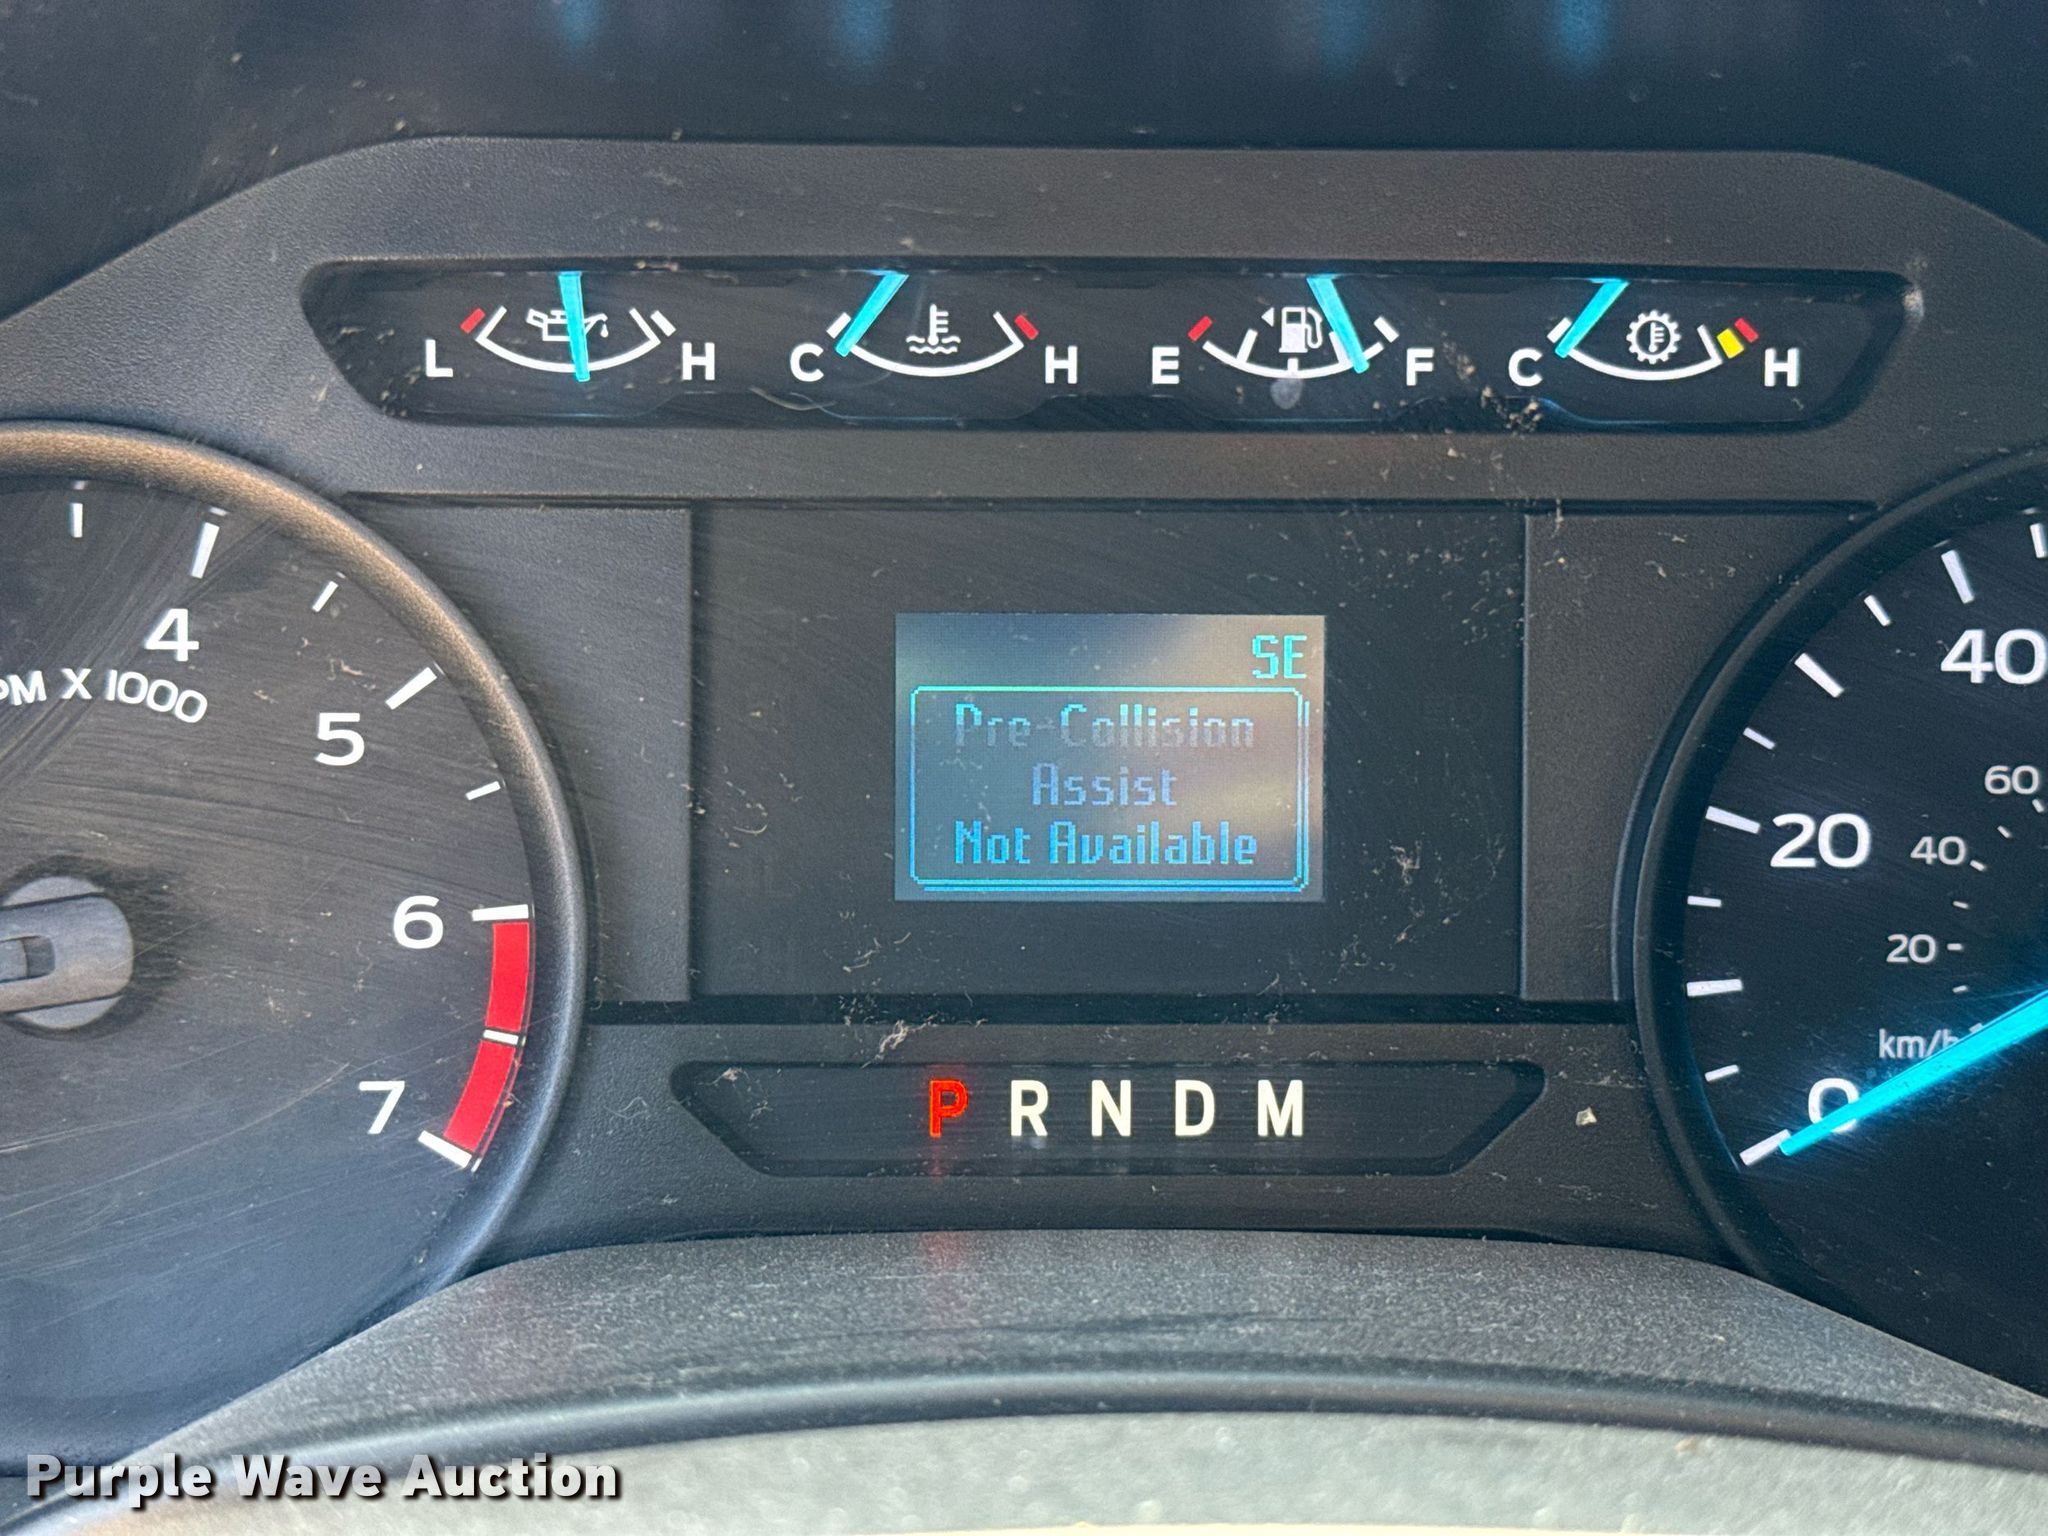 L H C H E F C H
4
PM X 1000
5
6
7
SE
Pre-Collision
Assist
Not Available
40
60
20
40
20
km/h
0
P R N D M
Purple Wave Auction